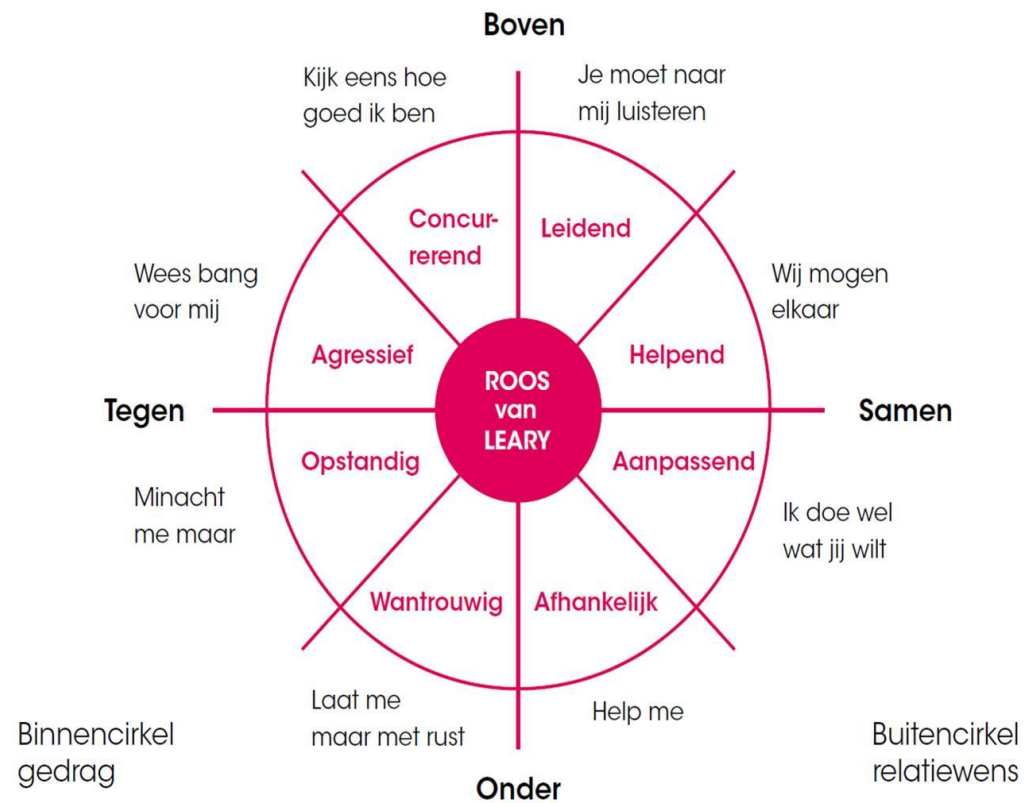 Boven
Kijk eens hoe
goed ik ben
Je moet naar
mij luisteren
Concur-
rerend
Leidend
Wees bang
voor mij
Wij mogen
elkaar
Agressief
Helpend
ROOS
van
LEARY
Tegen
Samen
Opstandig
Aanpassend
Minacht
me maar
Ik doe wel
wat jij wilt
Wantrouwig
Afhankelijk
Laat me
maar met rust
Help me
Binnencirkel
gedrag
Buitencirkel
relatiewens
Onder